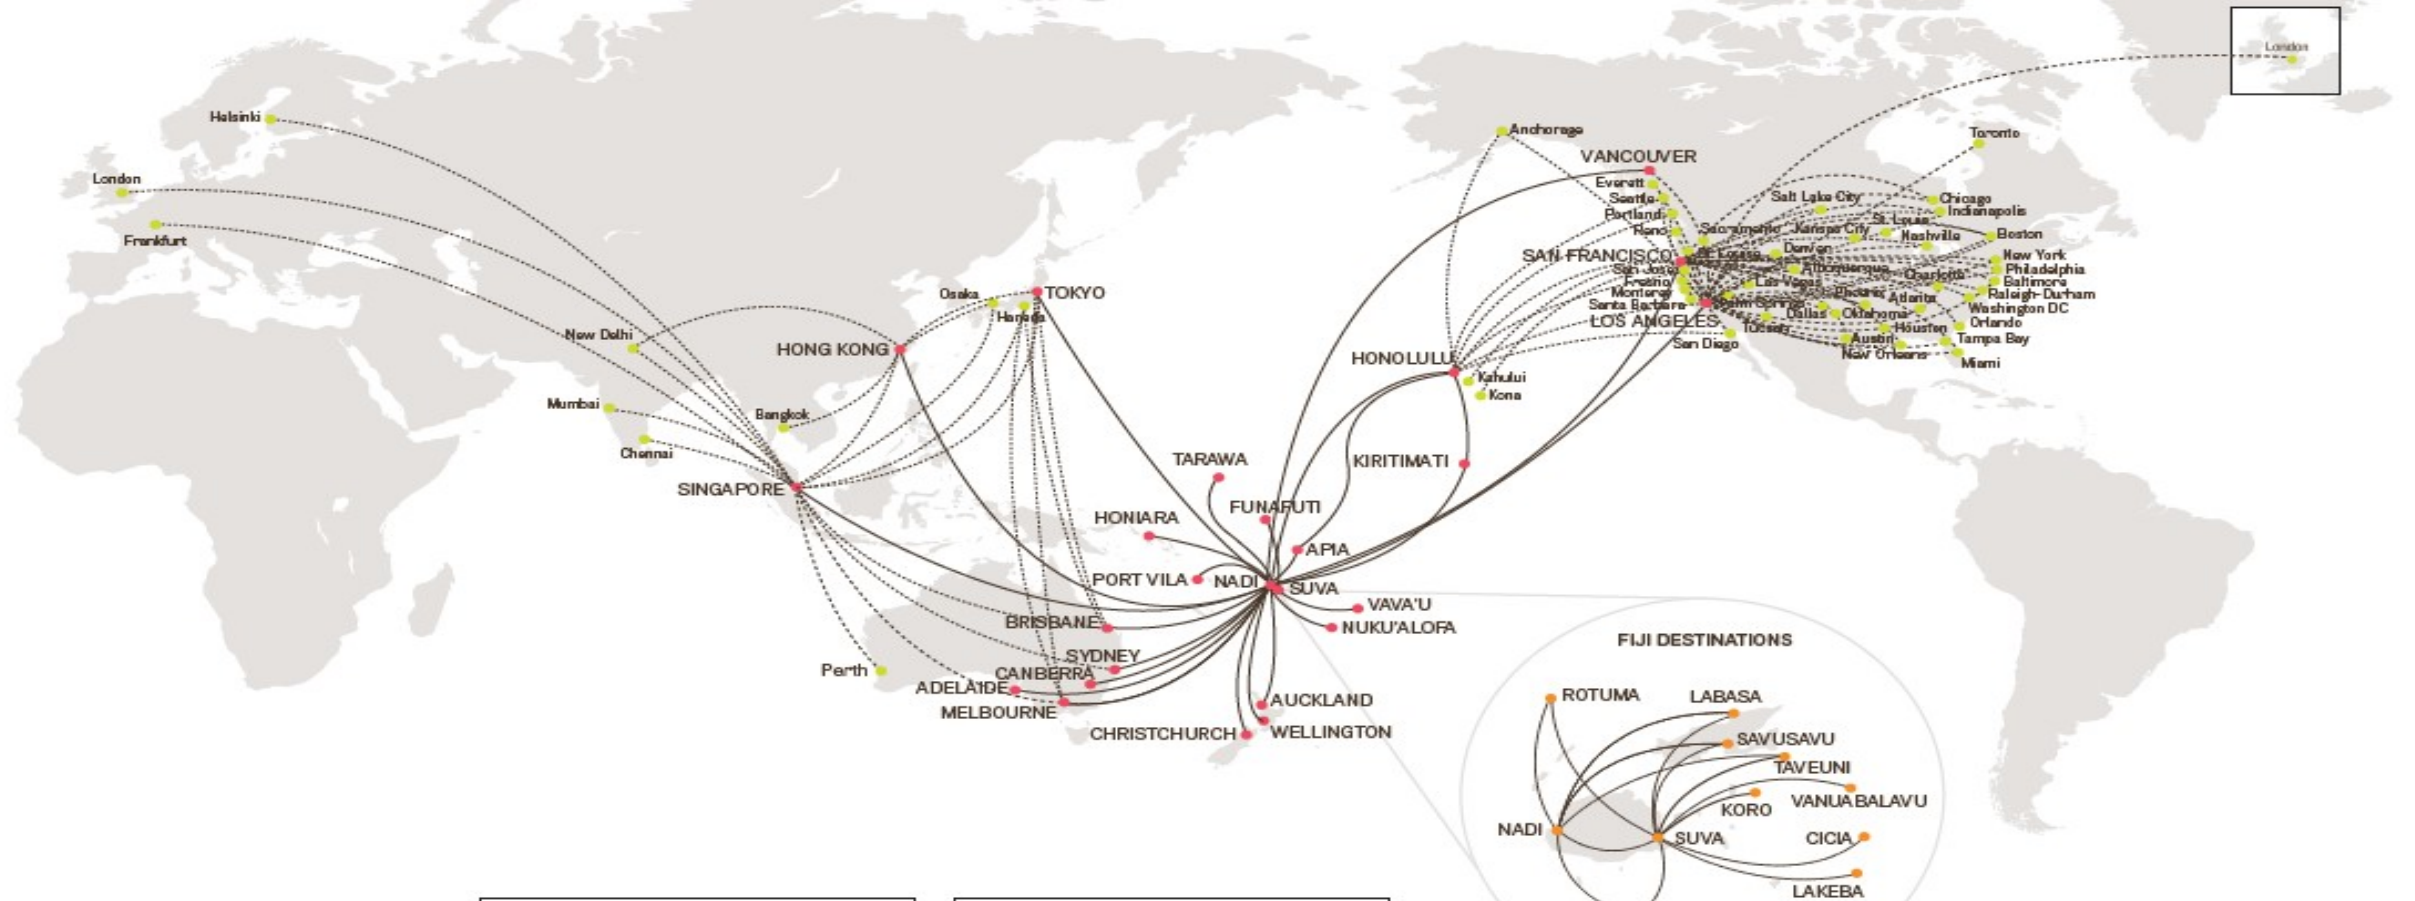 London
Helsinki
London
Frankfurt
New Delhi
Mumbai
Chennai
Bangkok
HONG KONG
Osaka
Haneda
TOKYO
SINGAPORE
Perth
BRISBANE
SYDNEY
CANBERRA
ADELAIDE
MELBOURNE
TARAWA
HONIARA
FUNAFUTI
APIA
PORT VILA
NADI
SUVA
VAVA'U
NUKU'ALOFA
AUCKLAND
WELLINGTON
CHRISTCHURCH
KIRITIMATI
HONOLULU
Kahului
Kona
Anchorage
VANCOUVER
Everett
Seattle
Portland
Reno
Sacramento
SAN FRANCISCO
San Jose
Fresno
Monterey
Santa Barbara
LOS ANGELES
San Diego
Toronto
Salt Lake City
Chicago
Indianapolis
St. Louis
Kansas City
Nashville
Boston
Denver
New York
Albuquerque
Charlotte
Philadelphia
Baltimore
Las Vegas
Phoenix
Atlanta
Raleigh-Durham
Washington DC
Palm Springs
Dallas
Oklahoma
Orlando
Tucson
Houston
Austin
Tampa Bay
New Orleans
Miami
FIJI DESTINATIONS
ROTUMA
LABASA
SAVUSAVU
TAVEUNI
VANUABALAVU
KORO
NADI
SUVA
CICIA
LAKEBA